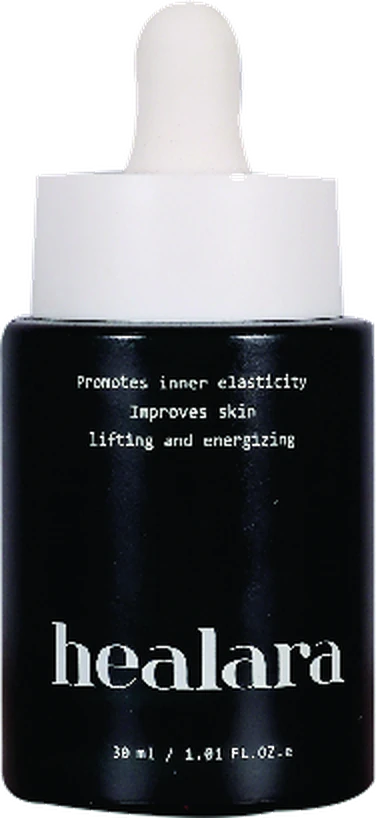 Promotes inner elasticity
Improves skin
lifting and energizing
healara
30 ml / 1.01 FL.OZ.e